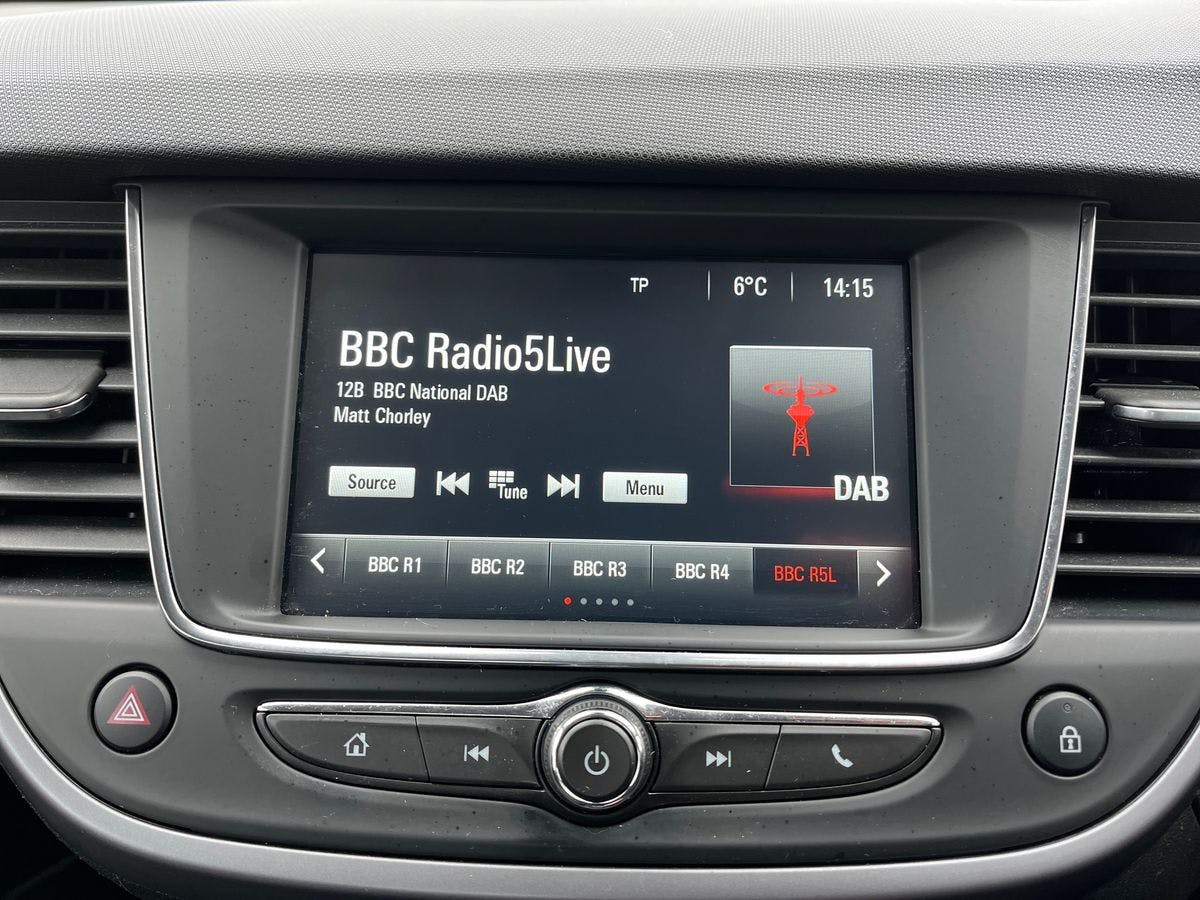 TP 6°C 14:15
BBC Radio5Live
12B BBC National DAB
Matt Chorley
Source Tune Menu
DAB
BBC R1 BBC R2 BBC R3 BBC R4 BBC R5L